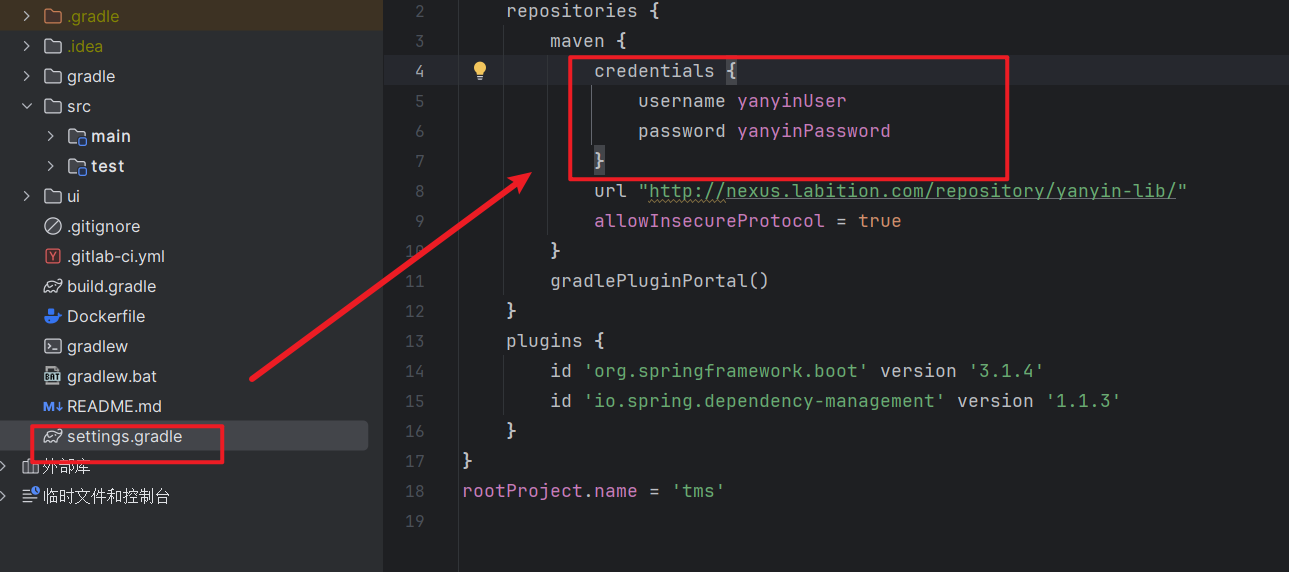 .gradle
.idea
gradle
src
main
test
ui
.gitignore
.gitlab-ci.yml
build.gradle
Dockerfile
gradlew
gradlew.bat
README.md
settings.gradle
外部库
临时文件和控制台
2 repositories {
3 maven {
4 credentials {
5 username yanyinUser
6 password yanyinPassword
7 }
8 url "http://nexus.labition.com/repository/yanyin-lib/"
9 allowInsecureProtocol = true
10 }
11 gradlePluginPortal()
12 }
13 plugins {
14 id 'org.springframework.boot' version '3.1.4'
15 id 'io.spring.dependency-management' version '1.1.3'
16 }
17 }
18 rootProject.name = 'tms'
19